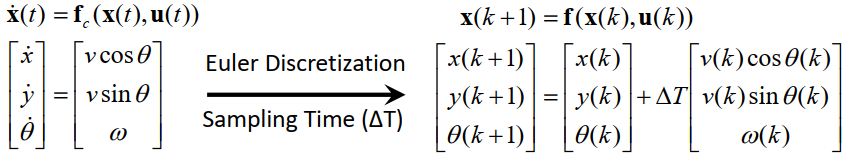 ẋ(t) = f_c(x(t), u(t))
[ẋ; ẏ; θ̇] = [v cos θ; v sin θ; ω]
Euler Discretization
Sampling Time (ΔT)
x(k+1) = f(x(k), u(k))
[x(k+1); y(k+1); θ(k+1)] = [x(k); y(k); θ(k)] + ΔT [v(k) cos θ(k); v(k) sin θ(k); ω(k)]